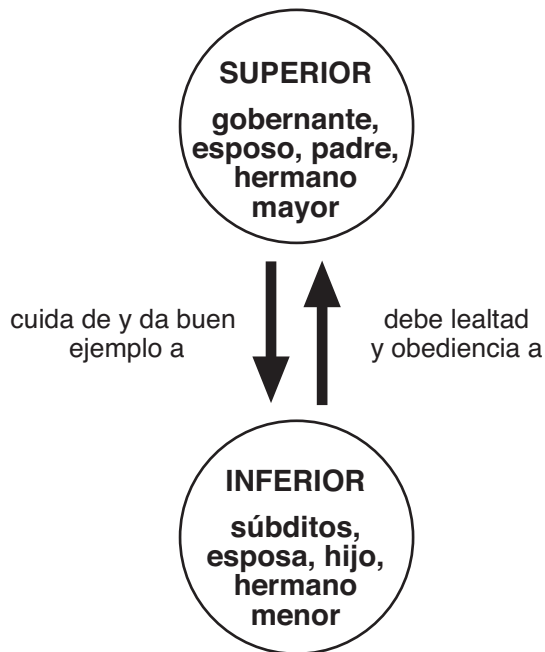 SUPERIOR
gobernante,
esposo, padre,
hermano
mayor
cuida de y da buen
ejemplo a
debe lealtad
y obediencia a
INFERIOR
súbditos,
esposa, hijo,
hermano
menor